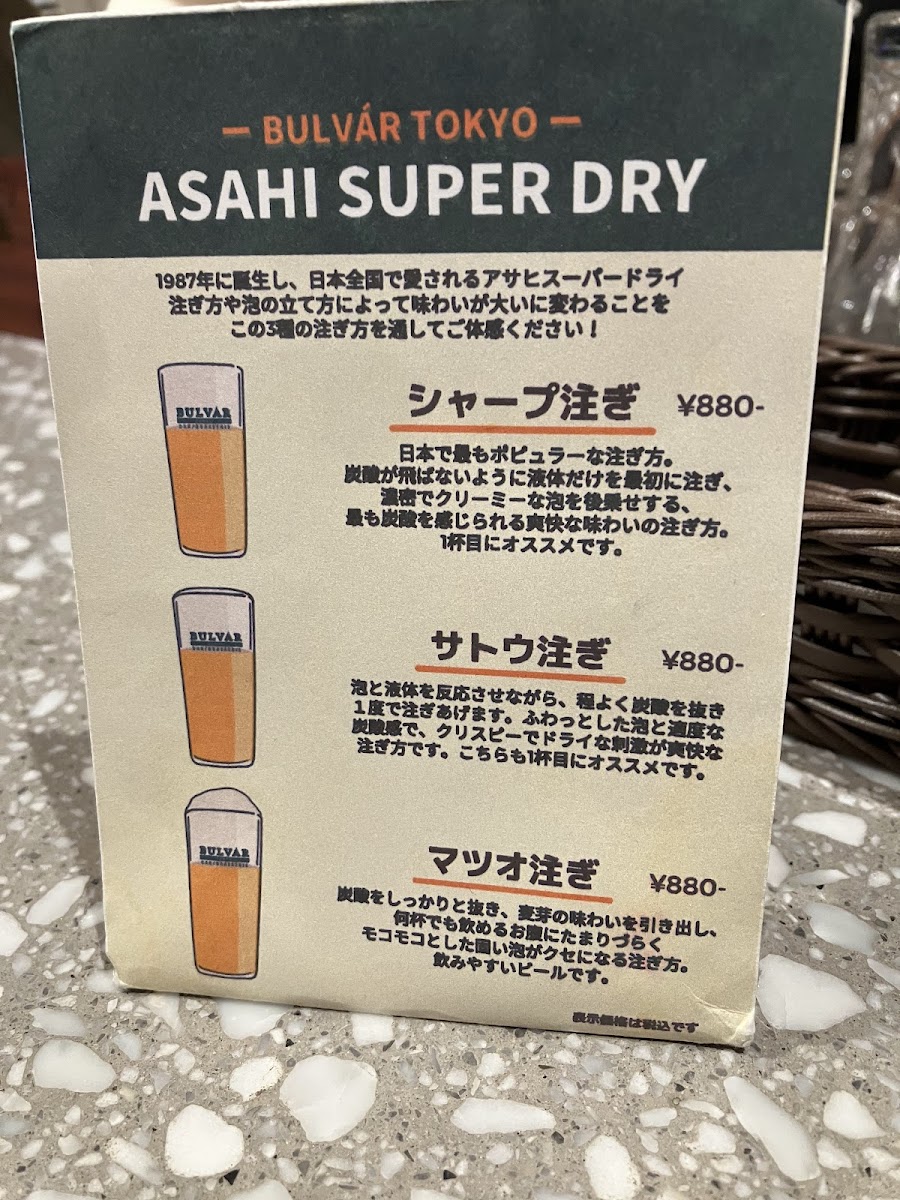 — BULVÁR TOKYO —
ASAHI SUPER DRY
1987年に誕生し、日本全国で愛されるアサヒスーパードライ
注ぎ方や泡の立て方によって味わいが大いに変わることを
この3種の注ぎ方を通してご体感ください！
BULVAR
シャープ注ぎ ¥880-
日本で最もポピュラーな注ぎ方。
炭酸が飛ばないように液体だけを最初に注ぎ、
濃密でクリーミーな泡を後乗せする、
最も炭酸を感じられる爽快な味わいの注ぎ方。
1杯目にオススメです。
BULVAR
サトウ注ぎ ¥880-
泡と液体を反応させながら、程よく炭酸を抜き
１度で注ぎあげます。ふわっとした泡と適度な
炭酸感で、クリスピーでドライな刺激が爽快な
注ぎ方です。こちらも1杯目にオススメです。
BULVAR
マツオ注ぎ ¥880-
炭酸をしっかりと抜き、麦芽の味わいを引き出し、
何杯でも飲めるお腹にたまりづらく
モコモコとした固い泡がクセになる注ぎ方。
飲みやすいビールです。
表示価格は税込です